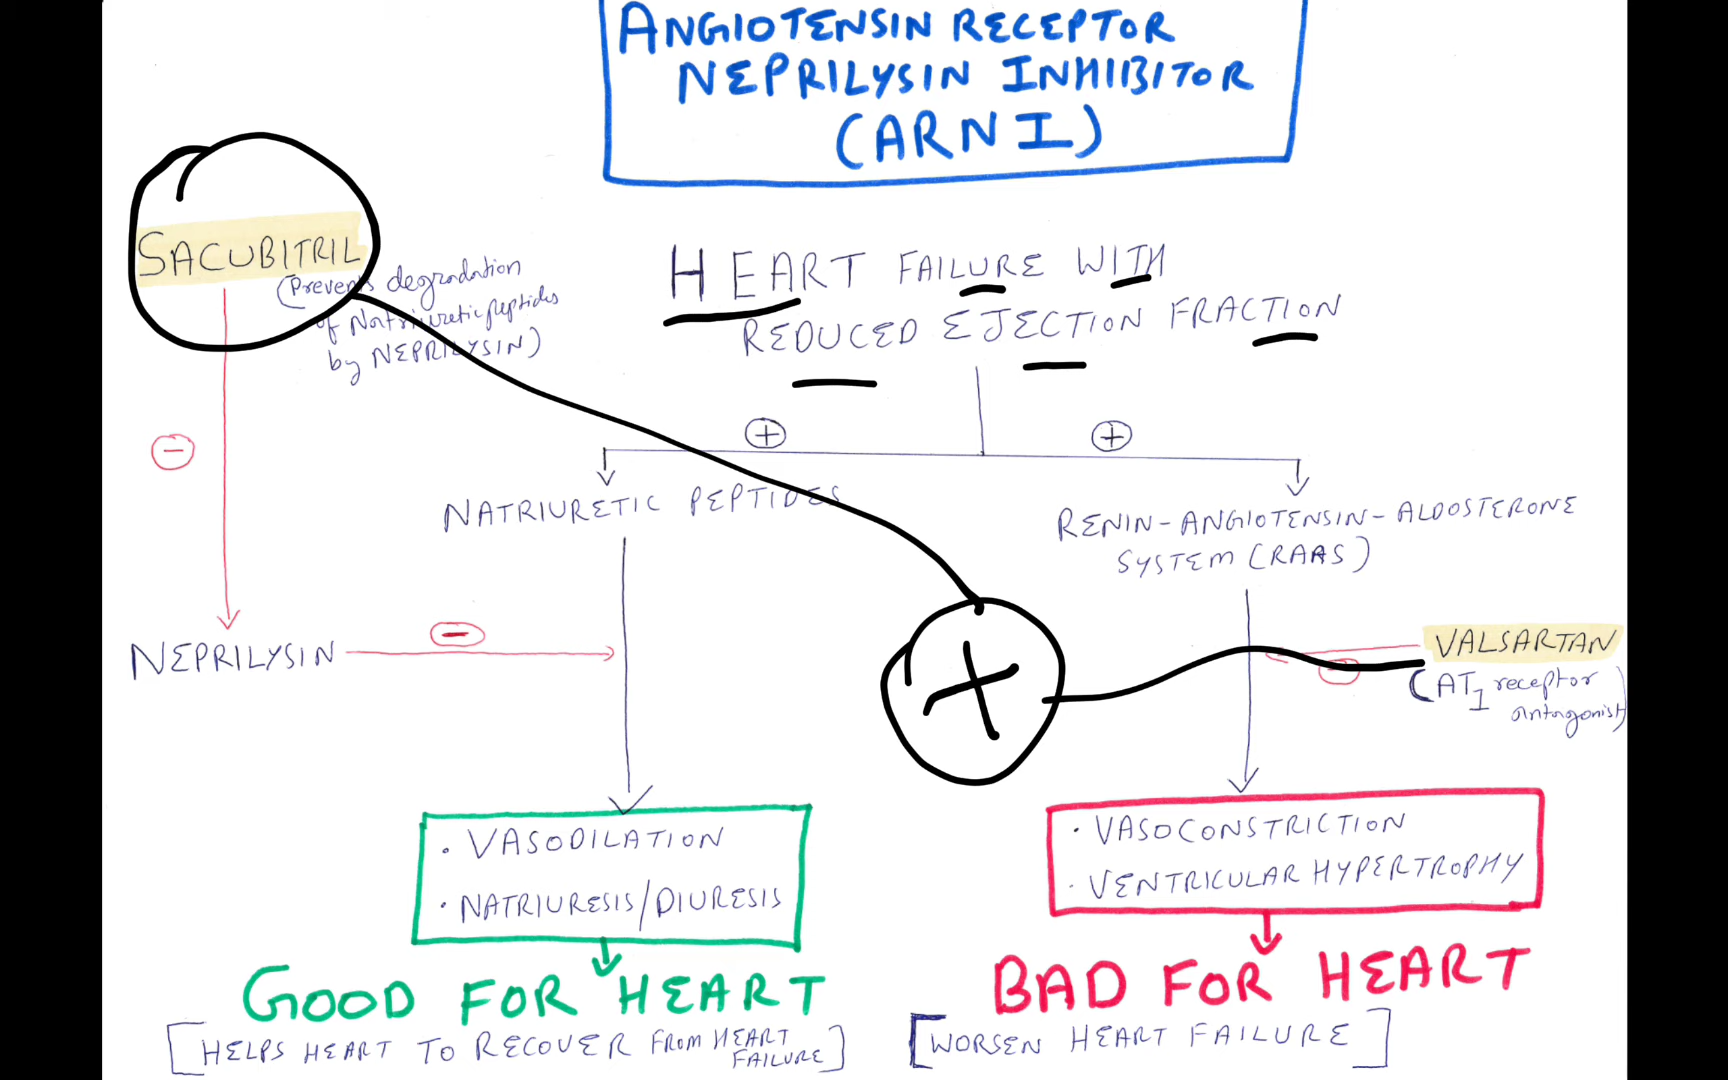 ANGIOTENSIN RECEPTOR
NEPRILYSIN INHIBITOR
(ARNI)
SACUBITRIL
(Prevents degradation
of Natriuretic peptides
by NEPRILYSIN)
HEART FAILURE WITH
REDUCED EJECTION FRACTION
+
+
−
NATRIURETIC PEPTIDES
RENIN-ANGIOTENSIN-ALDOSTERONE
SYSTEM (RAAS)
NEPRILYSIN
−
+
−
VALSARTAN
(AT1 receptor
antagonist)
• VASODILATION
• NATRIURESIS/DIURESIS
• VASOCONSTRICTION
• VENTRICULAR HYPERTROPHY
GOOD FOR HEART
[HELPS HEART TO RECOVER FROM HEART
FAILURE]
BAD FOR HEART
[WORSEN HEART FAILURE]